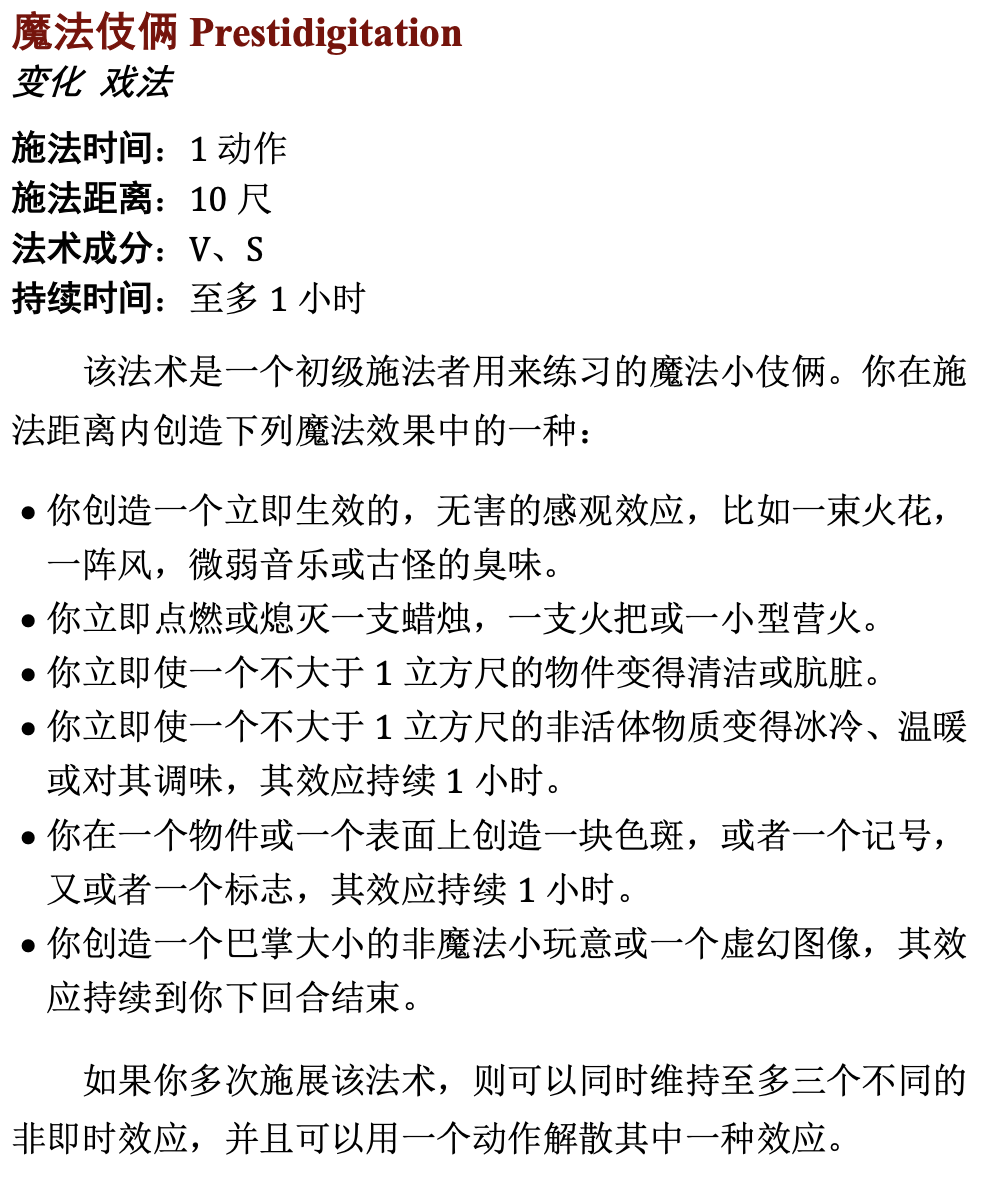 魔法伎俩 Prestidigitation
变化 戏法
施法时间：1 动作
施法距离：10 尺
法术成分：V、S
持续时间：至多 1 小时
该法术是一个初级施法者用来练习的魔法小伎俩。你在施
法距离内创造下列魔法效果中的一种：
● 你创造一个立即生效的，无害的感观效应，比如一束火花，
一阵风，微弱音乐或古怪的臭味。
● 你立即点燃或熄灭一支蜡烛，一支火把或一小型营火。
● 你立即使一个不大于 1 立方尺的物件变得清洁或肮脏。
● 你立即使一个不大于 1 立方尺的非活体物质变得冰冷、温暖
或对其调味，其效应持续 1 小时。
● 你在一个物件或一个表面上创造一块色斑，或者一个记号，
又或者一个标志，其效应持续 1 小时。
● 你创造一个巴掌大小的非魔法小玩意或一个虚幻图像，其效
应持续到你下回合结束。
如果你多次施展该法术，则可以同时维持至多三个不同的
非即时效应，并且可以用一个动作解散其中一种效应。